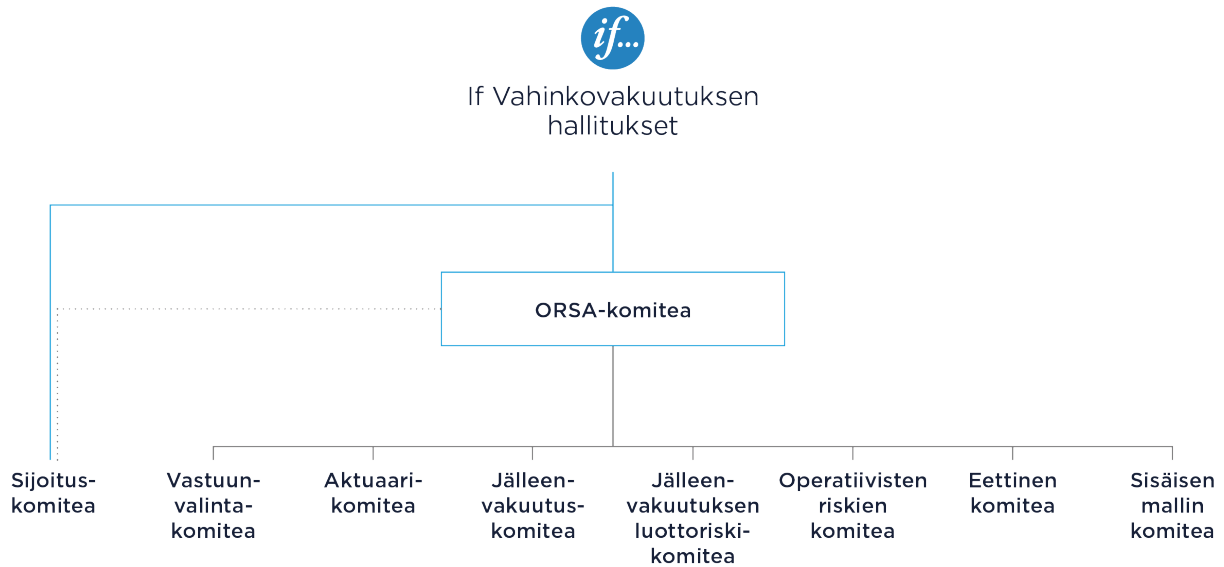 if...
If Vahinkovakuutuksen
hallitukset
ORSA-komitea
Sijoitus-
komitea
Vastuun-
valinta-
komitea
Aktuaari-
komitea
Jälleen-
vakuutus-
komitea
Jälleen-
vakuutuksen
luottoriski-
komitea
Operatiivisten
riskien
komitea
Eettinen
komitea
Sisäisen
mallin
komitea